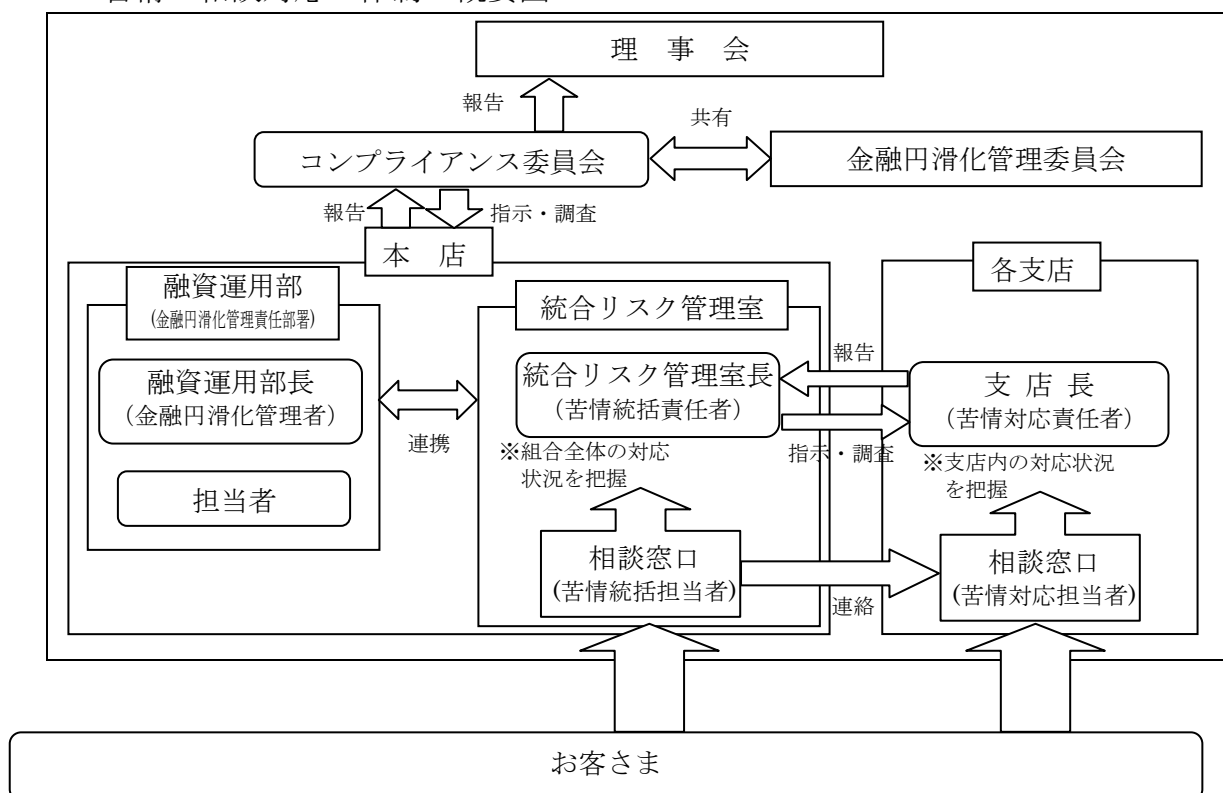 理 事 会
報告
共有
コンプライアンス委員会
金融円滑化管理委員会
報告
指示・調査
本 店
各支店
融資運用部
(金融円滑化管理責任部署)
統合リスク管理室
報告
融資運用部長
(金融円滑化管理者)
統合リスク管理室長
(苦情統括責任者)
支 店 長
(苦情対応責任者)
連携
指示・調査
※組合全体の対応
状況を把握
※支店内の対応状況
を把握
担当者
相談窓口
(苦情統括担当者)
相談窓口
(苦情対応担当者)
連絡
お客さま